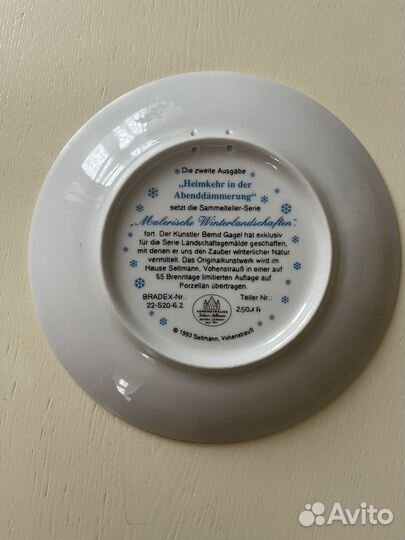 Die zweite Ausgabe
„Heimkehr in der
Abenddämmerung"
setzt die Sammelteller-Serie
„Malerische Winterlandschaften"
fort. Der Künstler Bernd Gagel hat exklusiv
für die Serie Landschaftsgemälde geschaffen,
mit denen er uns den Zauber winterlicher Natur
vermittelt. Das Originalkunstwerk wird im
Hause Seltmann, Vohenstrauß in einer auf
55 Brenntage limitierten Auflage auf
Porzellan übertragen.
BRADEX-Nr.: Teller Nr.:
22-S20-6.2
VOHENSTRAUSS
Johann Seltmann
© 1993 Seltmann, Vohenstrauß
Avito